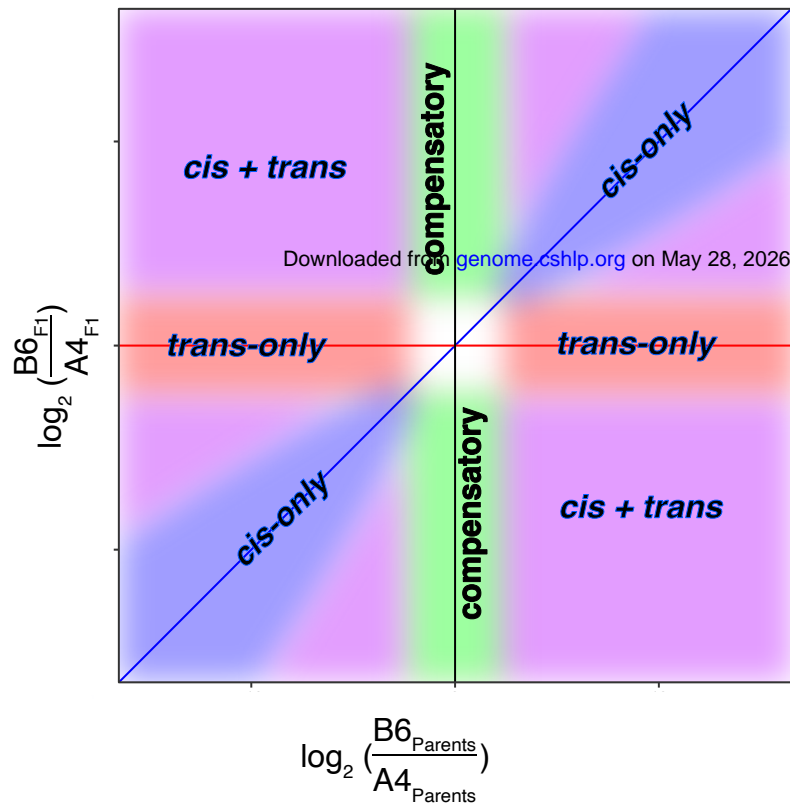 compensatory
cis-only
cis + trans
Downloaded from genome.cshlp.org on May 28, 2026
trans-only
trans-only
log2 (B6F1/A4F1)
cis-only
compensatory
cis + trans
log2 (B6Parents/A4Parents)